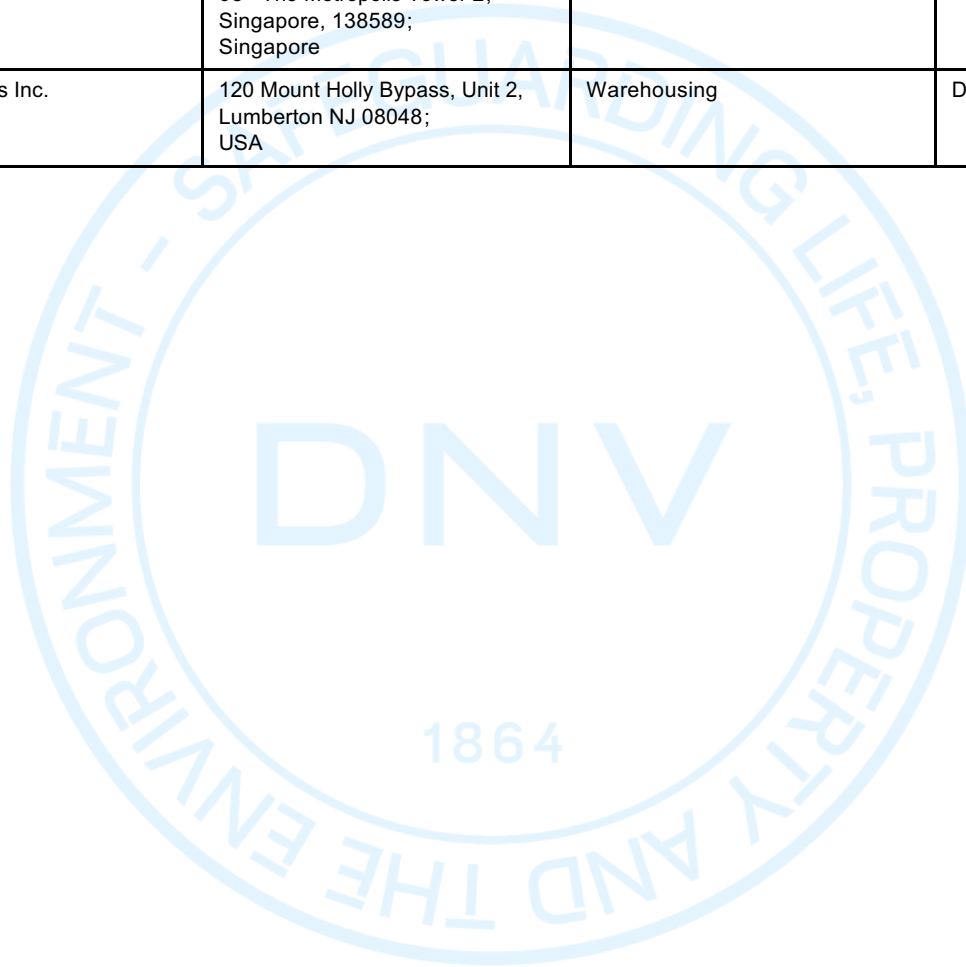 Singapore, 138589;
Singapore
s Inc.
120 Mount Holly Bypass, Unit 2,
Warehousing
D
Lumberton NJ 08048;
USA
SAFEGUARDING LIFE, PROPERTY AND THE ENVIRONMENT -
DNV
1864